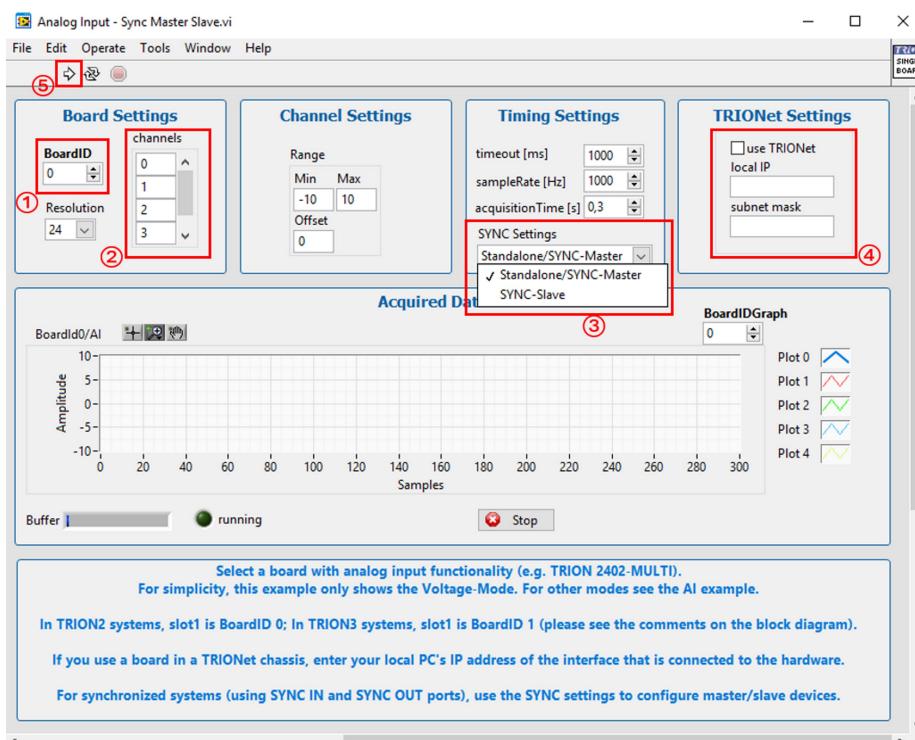 Analog Input - Sync Master Slave.vi
File Edit Operate Tools Window Help
SING
BOAR
⑤
Board Settings
BoardID
0
①
Resolution
24
channels
0
1
2
3
②
Channel Settings
Range
Min Max
-10 10
Offset
0
Timing Settings
timeout [ms] 1000
sampleRate [Hz] 1000
acquisitionTime [s] 0,3
SYNC Settings
Standalone/SYNC-Master
✓ Standalone/SYNC-Master
SYNC-Slave
③
TRIONet Settings
use TRIONet
local IP
subnet mask
④
Acquired Dat
BoardIDGraph
0
BoardId0/AI
Amplitude
10
5
0
-5
-10
0 20 40 60 80 100 120 140 160 180 200 220 240 260 280 300
Samples
Plot 0
Plot 1
Plot 2
Plot 3
Plot 4
Buffer
running
Stop
Select a board with analog input functionality (e.g. TRION 2402-MULTI).
For simplicity, this example only shows the Voltage-Mode. For other modes see the AI example.
In TRION2 systems, slot1 is BoardID 0; In TRION3 systems, slot1 is BoardID 1 (please see the comments on the block diagram).
If you use a board in a TRIONet chassis, enter your local PC's IP address of the interface that is connected to the hardware.
For synchronized systems (using SYNC IN and SYNC OUT ports), use the SYNC settings to configure master/slave devices.